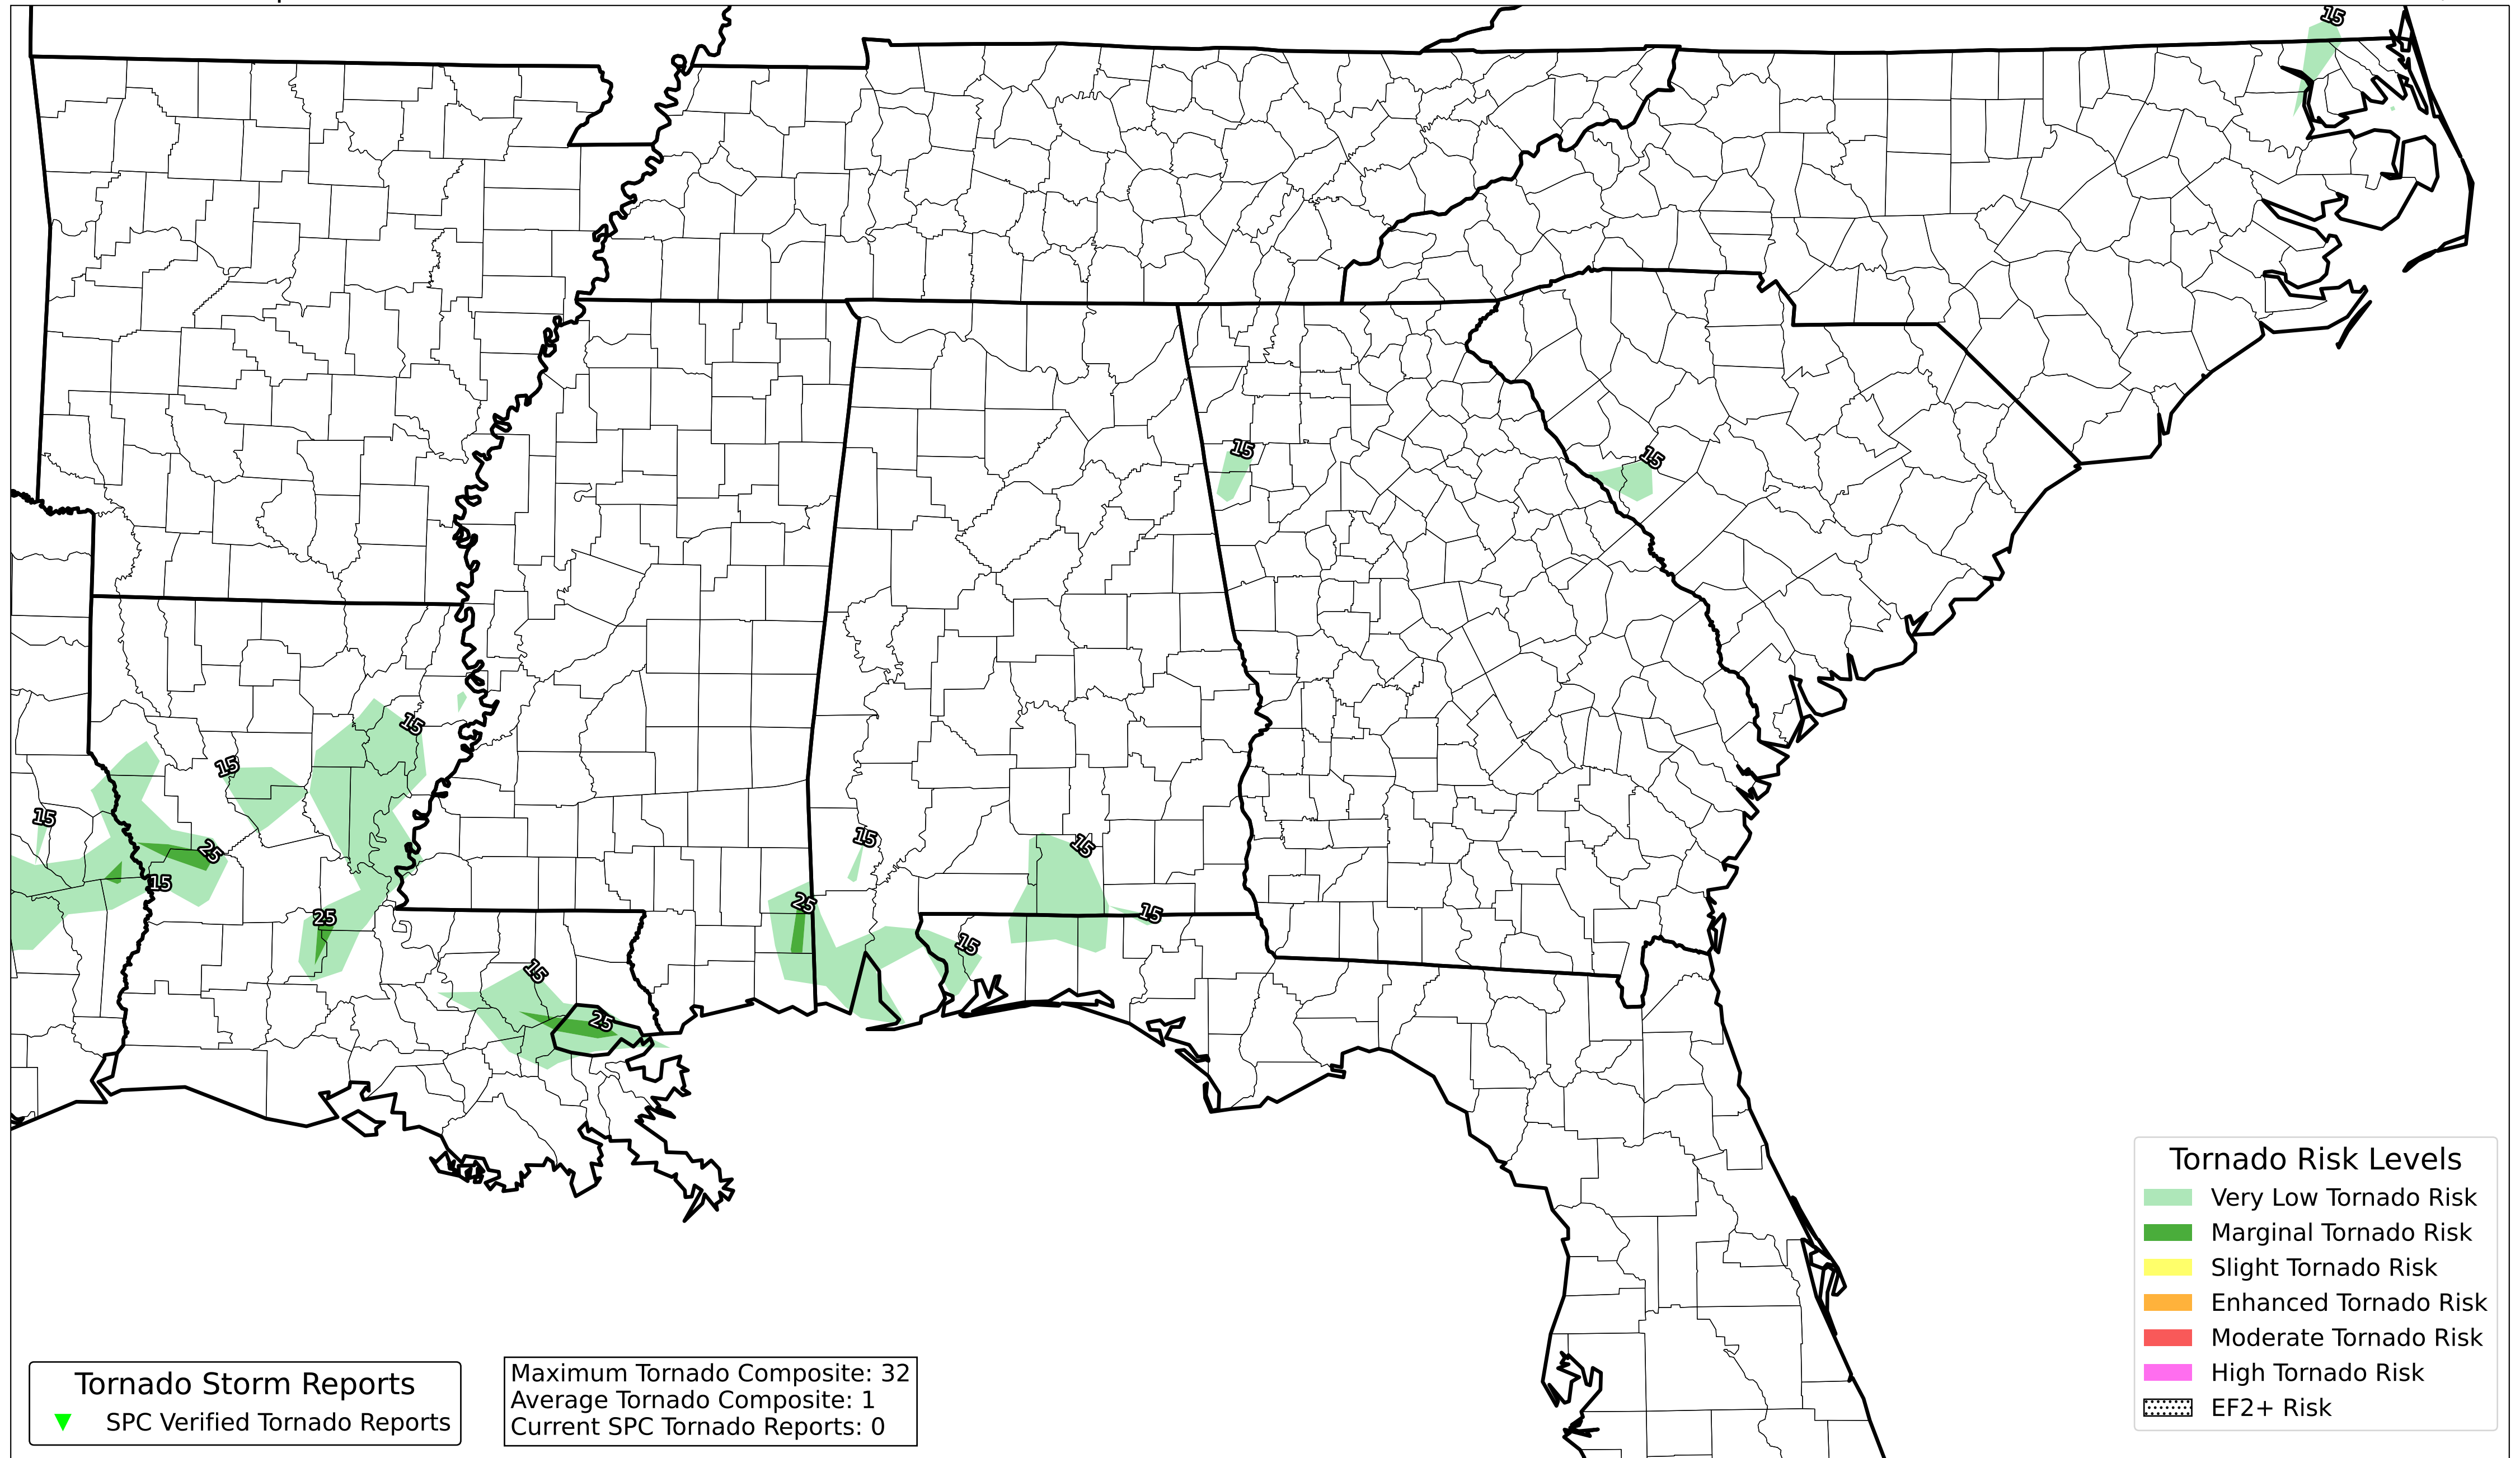 15
15
15
15
15
15
15
25
15
15
25
15
25
15
15
25
Tornado Risk Levels
Very Low Tornado Risk
Marginal Tornado Risk
Slight Tornado Risk
Enhanced Tornado Risk
Moderate Tornado Risk
High Tornado Risk
EF2+ Risk
Tornado Storm Reports
SPC Verified Tornado Reports
Maximum Tornado Composite: 32
Average Tornado Composite: 1
Current SPC Tornado Reports: 0